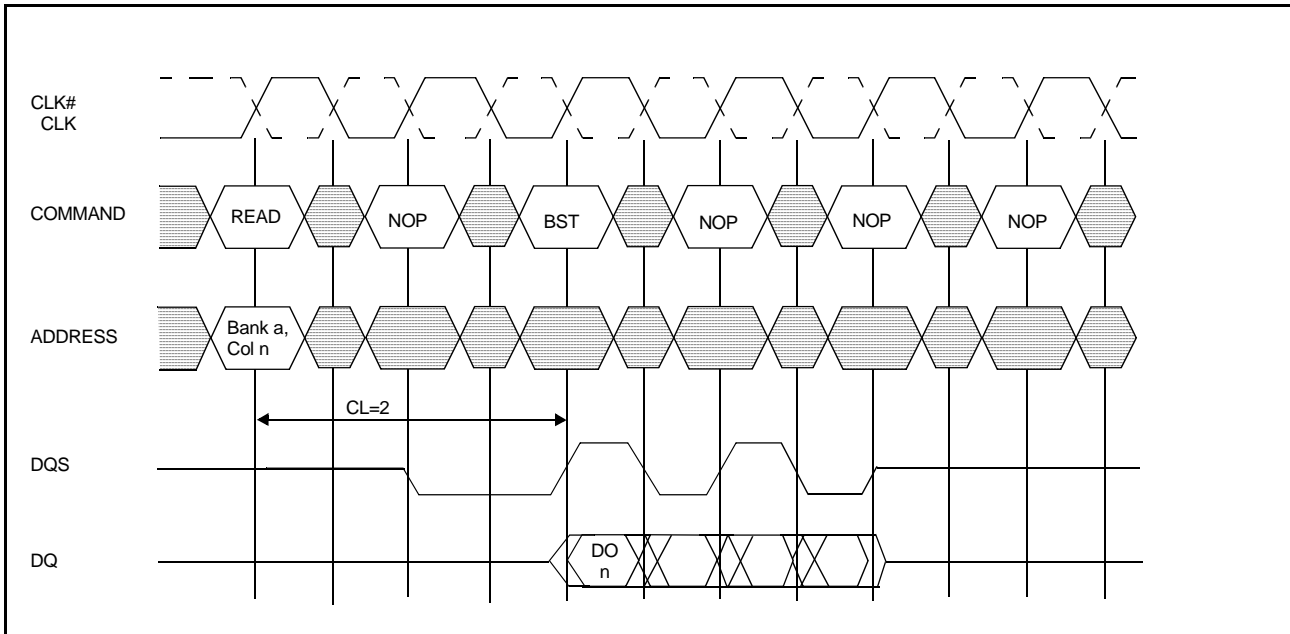 CLK#
CLK
COMMAND
READ
NOP
BST
NOP
NOP
NOP
ADDRESS
Bank a,
Col n
CL=2
DQS
DQ
DO
n